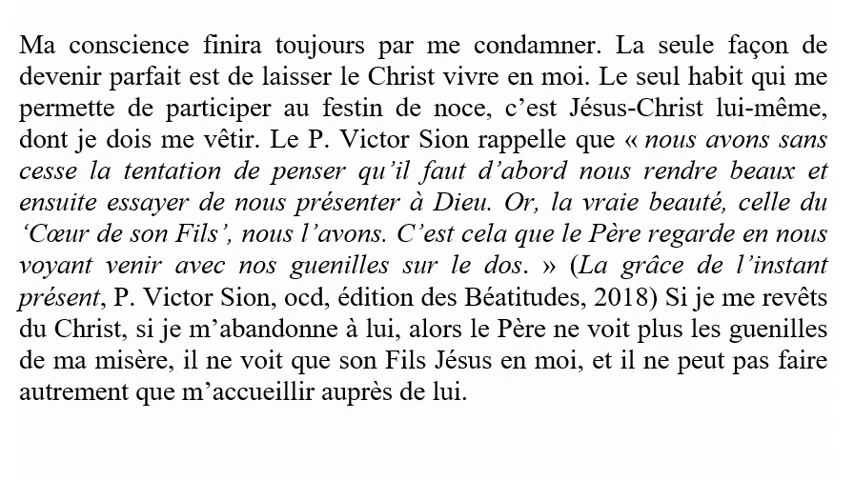 Ma conscience finira toujours par me condamner. La seule façon de
devenir parfait est de laisser le Christ vivre en moi. Le seul habit qui me
permette de participer au festin de noce, c’est Jésus-Christ lui-même,
dont je dois me vêtir. Le P. Victor Sion rappelle que « nous avons sans
cesse la tentation de penser qu’il faut d’abord nous rendre beaux et
ensuite essayer de nous présenter à Dieu. Or, la vraie beauté, celle du
‘Cœur de son Fils’, nous l’avons. C’est cela que le Père regarde en nous
voyant venir avec nos guenilles sur le dos. » (La grâce de l’instant
présent, P. Victor Sion, ocd, édition des Béatitudes, 2018) Si je me revêts
du Christ, si je m’abandonne à lui, alors le Père ne voit plus les guenilles
de ma misère, il ne voit que son Fils Jésus en moi, et il ne peut pas faire
autrement que m’accueillir auprès de lui.